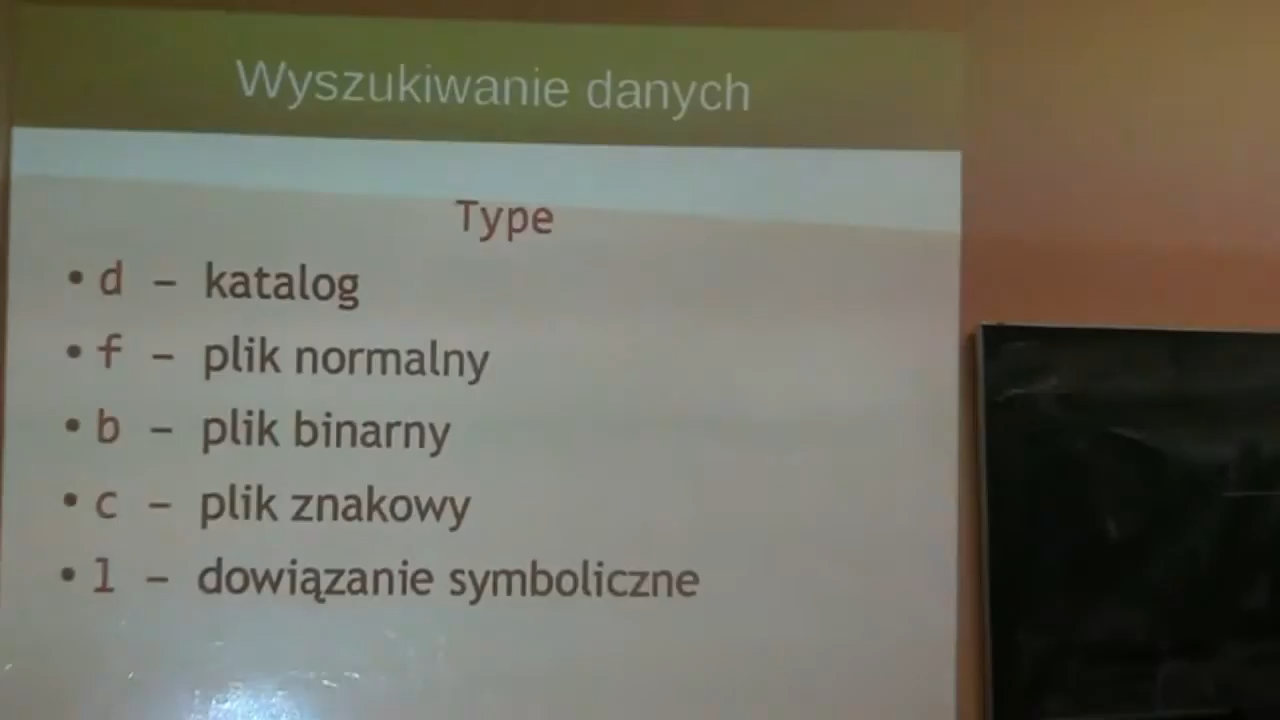 Wyszukiwanie danych
Type
• d – katalog
• f – plik normalny
• b – plik binarny
• c – plik znakowy
• l – dowiązanie symboliczne